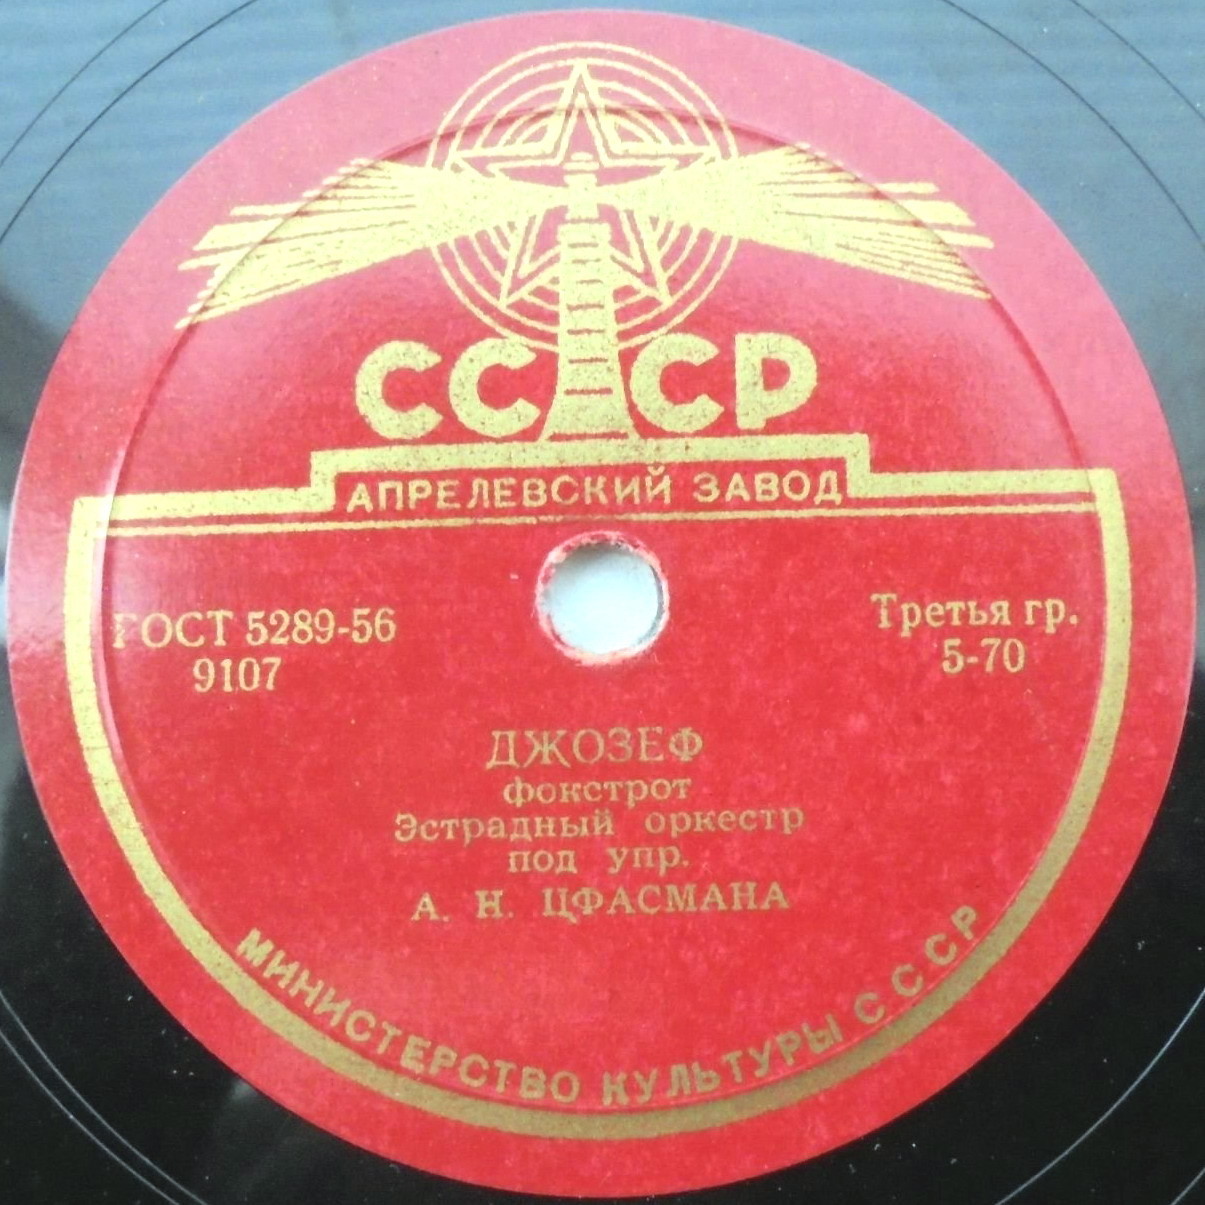 СССР
АПРЕЛЕВСКИЙ ЗАВОД
ГОСТ 5289-56
9107
Третья гр.
5-70
ДЖОЗЕФ
фокстрот
Эстрадный оркестр
под упр.
А. Н. ЦФАСМАНА
МИНИСТЕРСТВО КУЛЬТУРЫ СССР